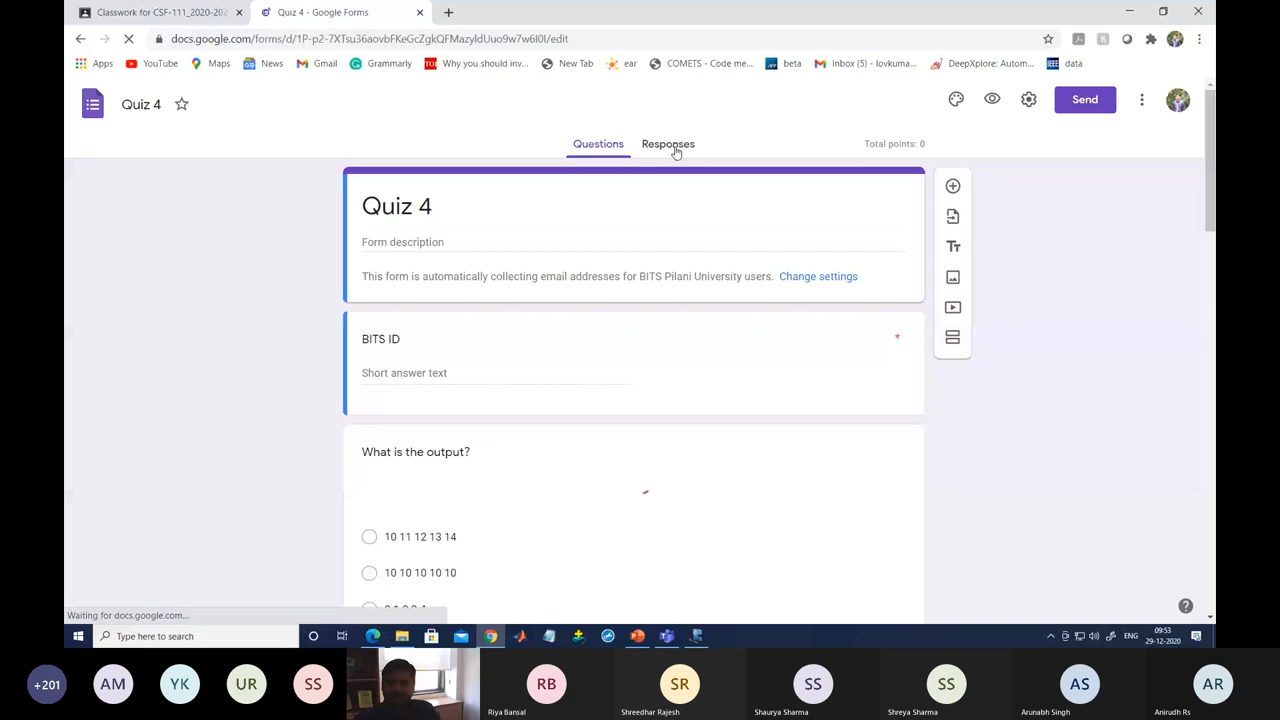 Classwork for CSF-111_2020-202
Quiz 4 - Google Forms
docs.google.com/forms/d/1P-p2-7XTsu36aovbFKeGcZgkQFMazyldUuo9w7w6I0I/edit
Apps YouTube Maps News Gmail Grammarly Why you should inv... New Tab ear COMETS - Code me... beta Inbox (5) - lovkuma... DeepXplore: Autom... data
Quiz 4
Send
Questions Responses Total points: 0
Quiz 4
Form description
This form is automatically collecting email addresses for BITS Pilani University users. Change settings
BITS ID *
Short answer text
What is the output?
10 11 12 13 14
10 10 10 10 10
Waiting for docs.google.com...
Type here to search
ENG
09:53
29-12-2020
+201 AM YK UR SS RB SR SS SS AS AR
Riya Bansal Shreedhar Rajesh Shaurya Sharma Shreya Sharma Arunabh Singh Anirudh Rs